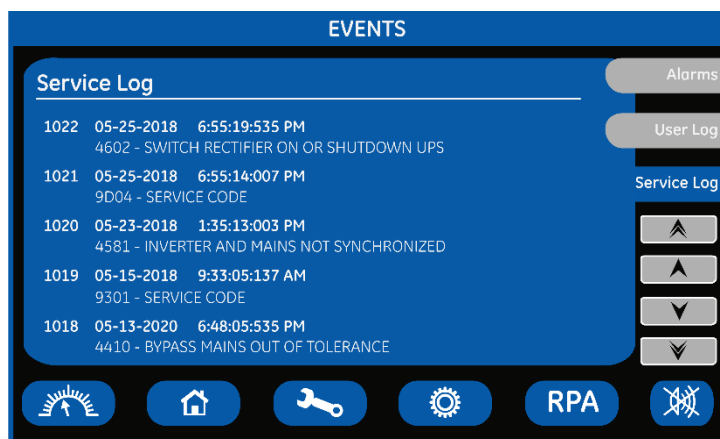 EVENTS
Service Log
Alarms
1022 05-25-2018 6:55:19:535 PM
4602 - SWITCH RECTIFIER ON OR SHUTDOWN UPS
User Log
1021 05-25-2018 6:55:14:007 PM
9D04 - SERVICE CODE
Service Log
1020 05-23-2018 1:35:13:003 PM
4581 - INVERTER AND MAINS NOT SYNCHRONIZED
1019 05-15-2018 9:33:05:137 AM
9301 - SERVICE CODE
1018 05-13-2020 6:48:05:535 PM
4410 - BYPASS MAINS OUT OF TOLERANCE
RPA